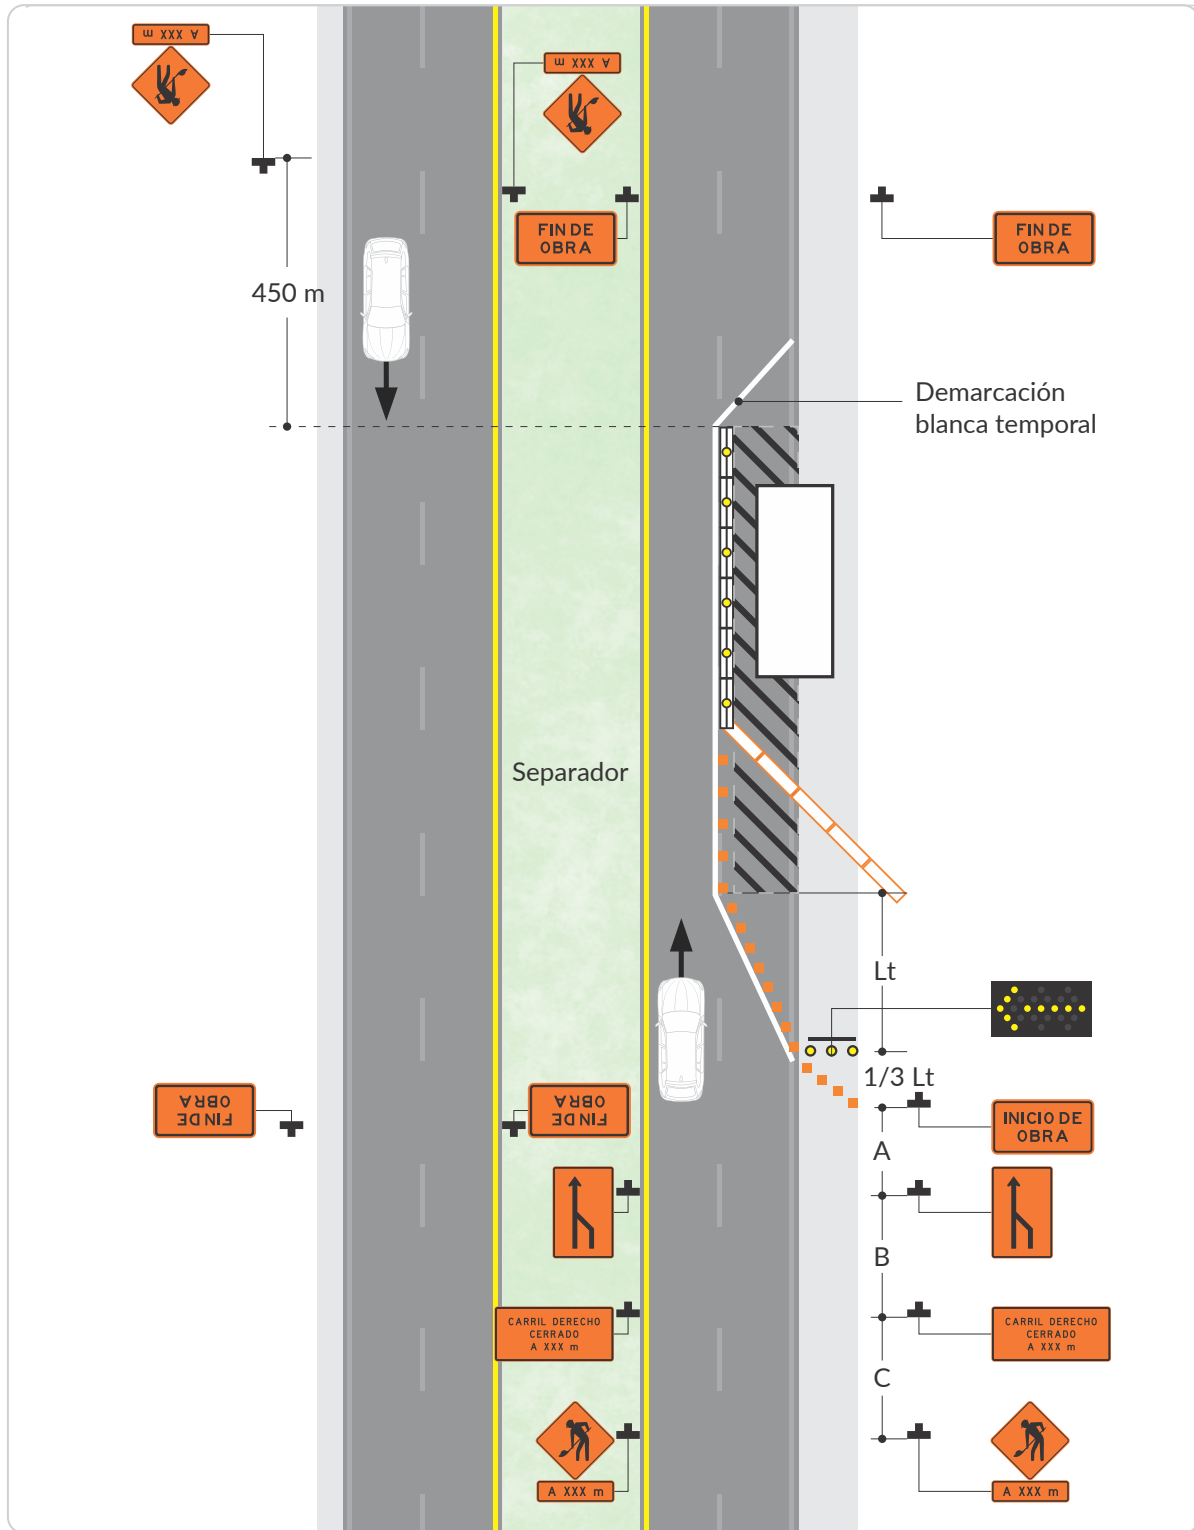 A XXX m
A XXX m
FIN DE
OBRA
FIN DE
OBRA
450 m
Demarcación
blanca temporal
Separador
Lt
1/3 Lt
FIN DE
OBRA
FIN DE
OBRA
INICIO DE
OBRA
A
B
CARRIL DERECHO
CERRADO
A XXX m
CARRIL DERECHO
CERRADO
A XXX m
C
A XXX m
A XXX m